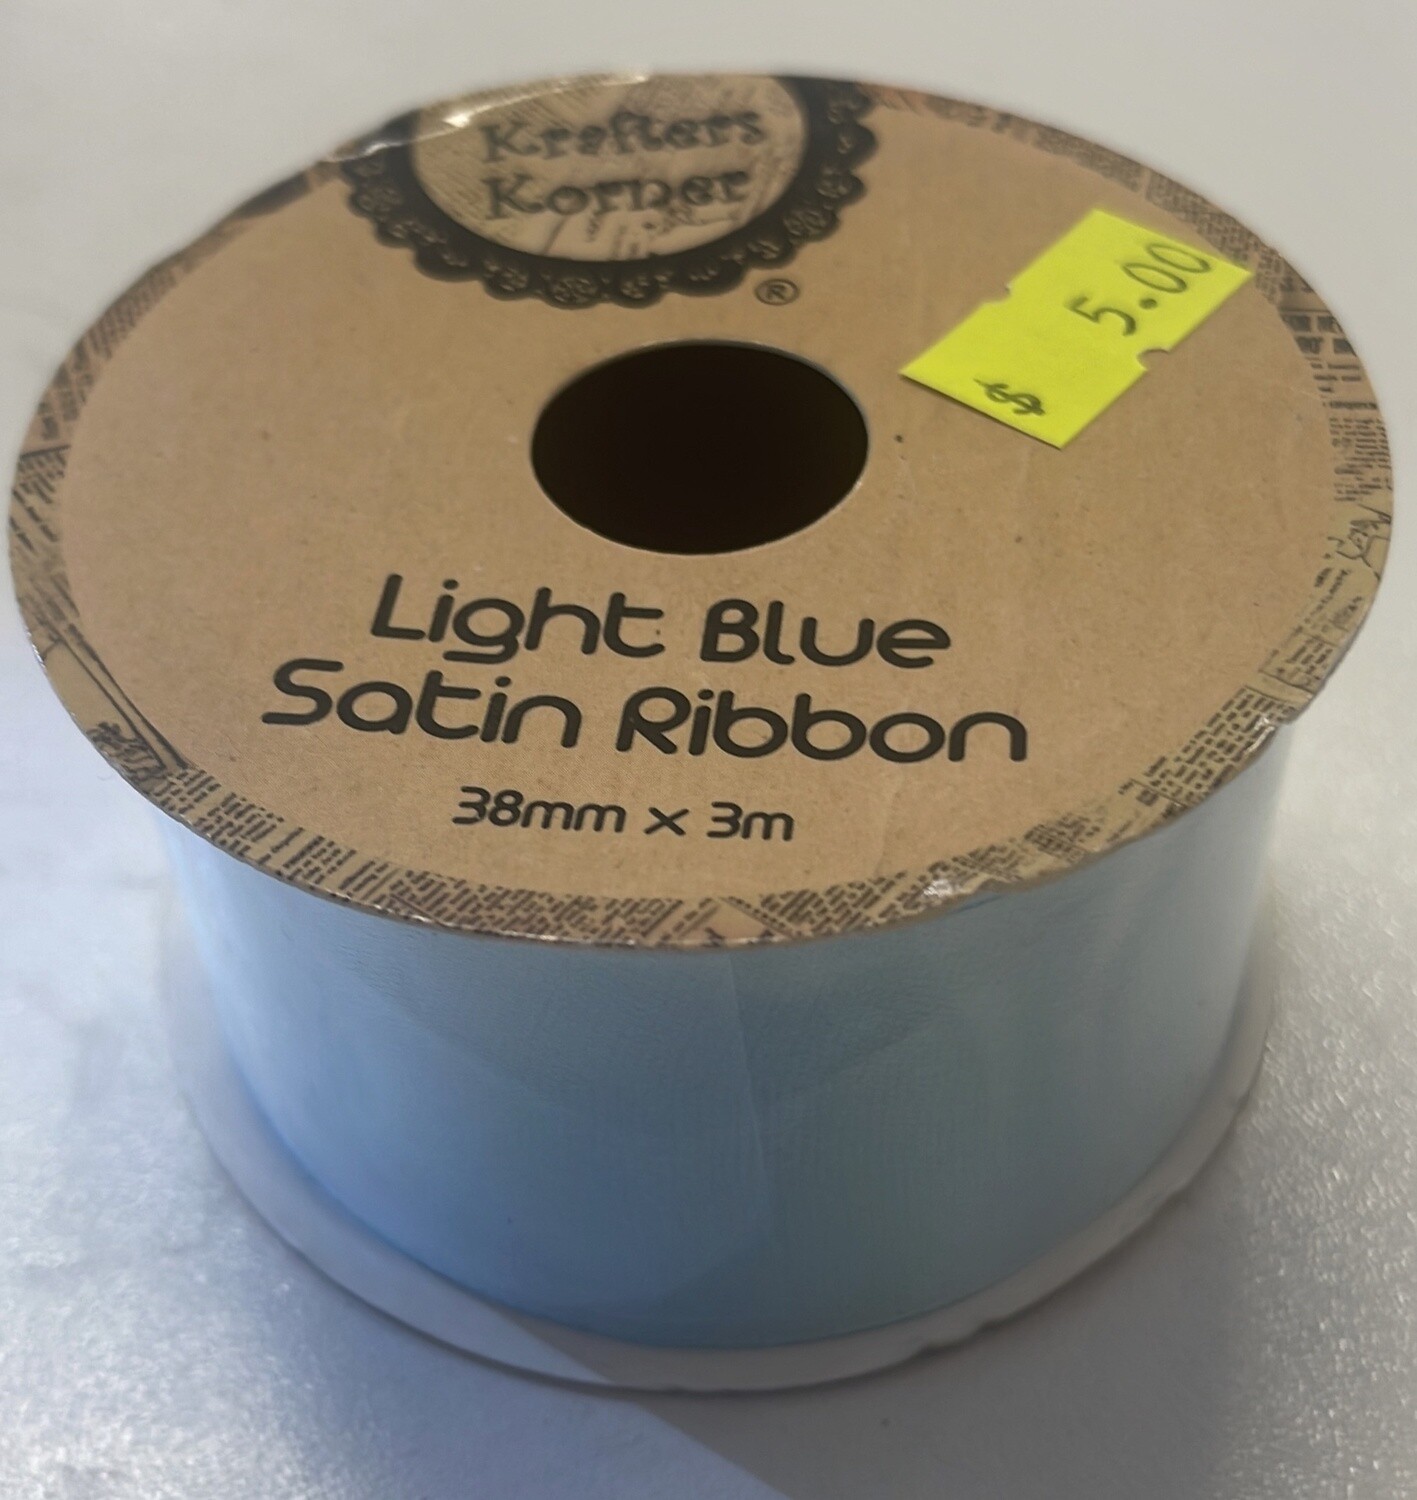 Krafters
Korner
®
$ 5.00
Light Blue
Satin Ribbon
38mm x 3m